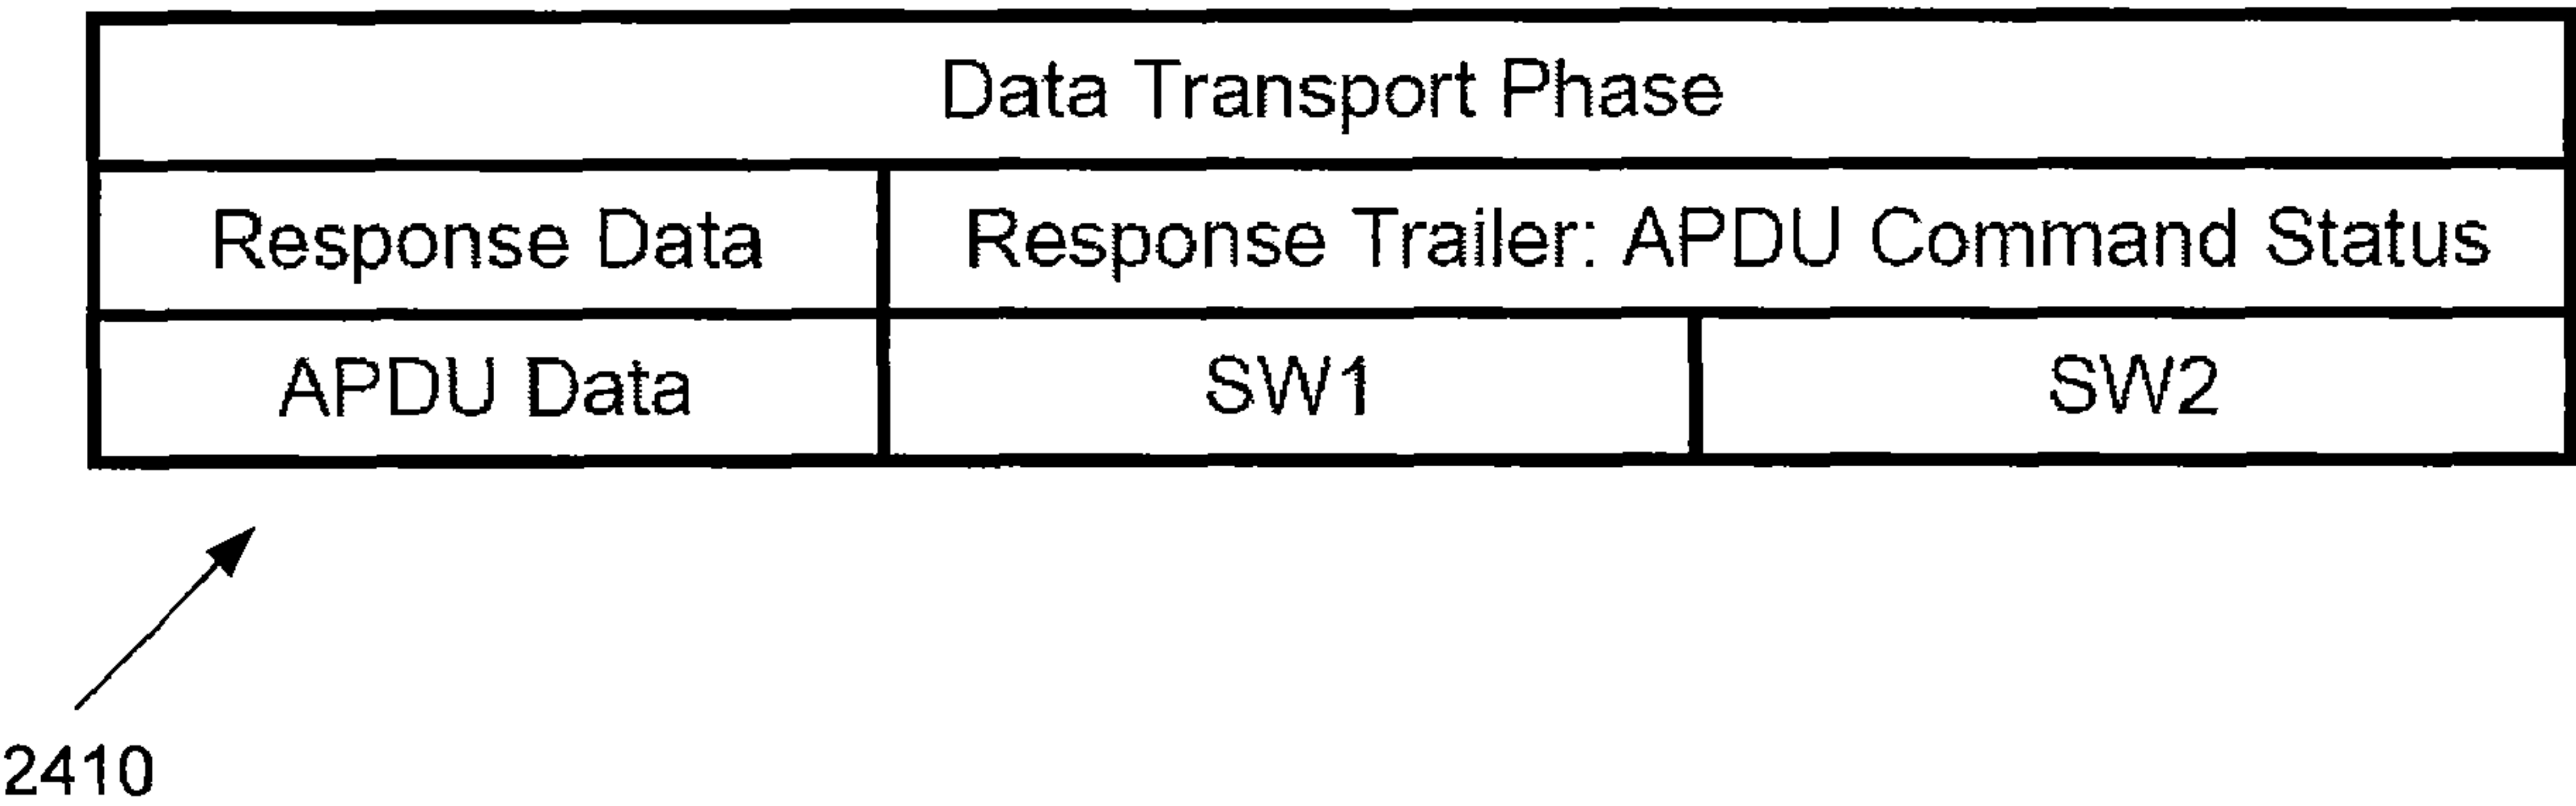 Data Transport Phase
Response Data
Response Trailer: APDU Command Status
APDU Data
SW1
SW2
2410